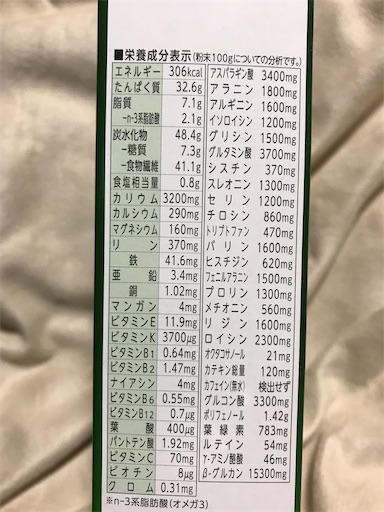 ■栄養成分表示(粉末100gについての分析です。)
エネルギー 306kcal
たんぱく質 32.6g
脂質 7.1g
-n-3系脂肪酸 2.1g
炭水化物 48.4g
-糖質 7.3g
-食物繊維 41.1g
食塩相当量 0.8g
カリウム 3200mg
カルシウム 290mg
マグネシウム 160mg
リン 370mg
鉄 41.6mg
亜鉛 3.4mg
銅 1.02mg
マンガン 4mg
ビタミンE 11.9mg
ビタミンK 3700μg
ビタミンB1 0.64mg
ビタミンB2 1.47mg
ナイアシン 4mg
ビタミンB6 0.55mg
ビタミンB12 0.7μg
葉酸 400μg
パントテン酸 1.92mg
ビタミンC 70mg
ビオチン 8μg
クロム 0.31mg
アスパラギン酸 3400mg
アラニン 1800mg
アルギニン 1600mg
イソロイシン 1200mg
グリシン 1500mg
グルタミン酸 3700mg
シスチン 370mg
スレオニン 1300mg
セリン 1200mg
チロシン 860mg
トリプトファン 470mg
バリン 1600mg
ヒスチジン 620mg
フェニルアラニン 1500mg
プロリン 1300mg
メチオニン 560mg
リジン 1600mg
ロイシン 2300mg
オクタコサノール 21mg
カテキン総量 120mg
カフェイン(無水) 検出せず
グルコン酸 3300mg
ポリフェノール 1.42g
葉緑素 783mg
ルテイン 54mg
γ-アミノ酪酸 46mg
β-グルカン 15300mg
※n-3系脂肪酸(オメガ3)